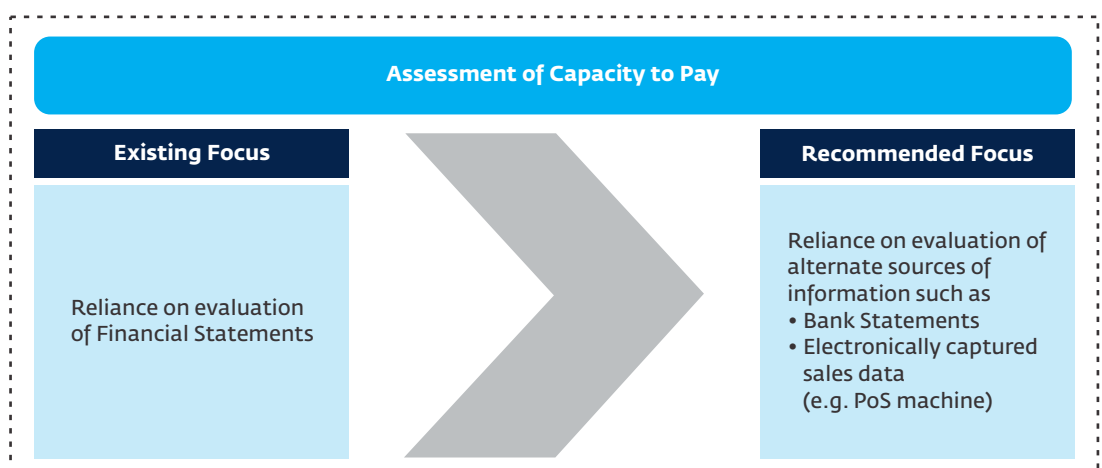 Assessment of Capacity to Pay
Existing Focus
Reliance on evaluation
of Financial Statements
Recommended Focus
Reliance on evaluation of
alternate sources of
information such as
• Bank Statements
• Electronically captured
sales data
(e.g. PoS machine)